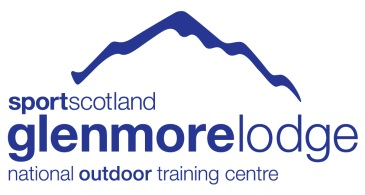 sportscotland
glenmorelodge
national outdoor training centre